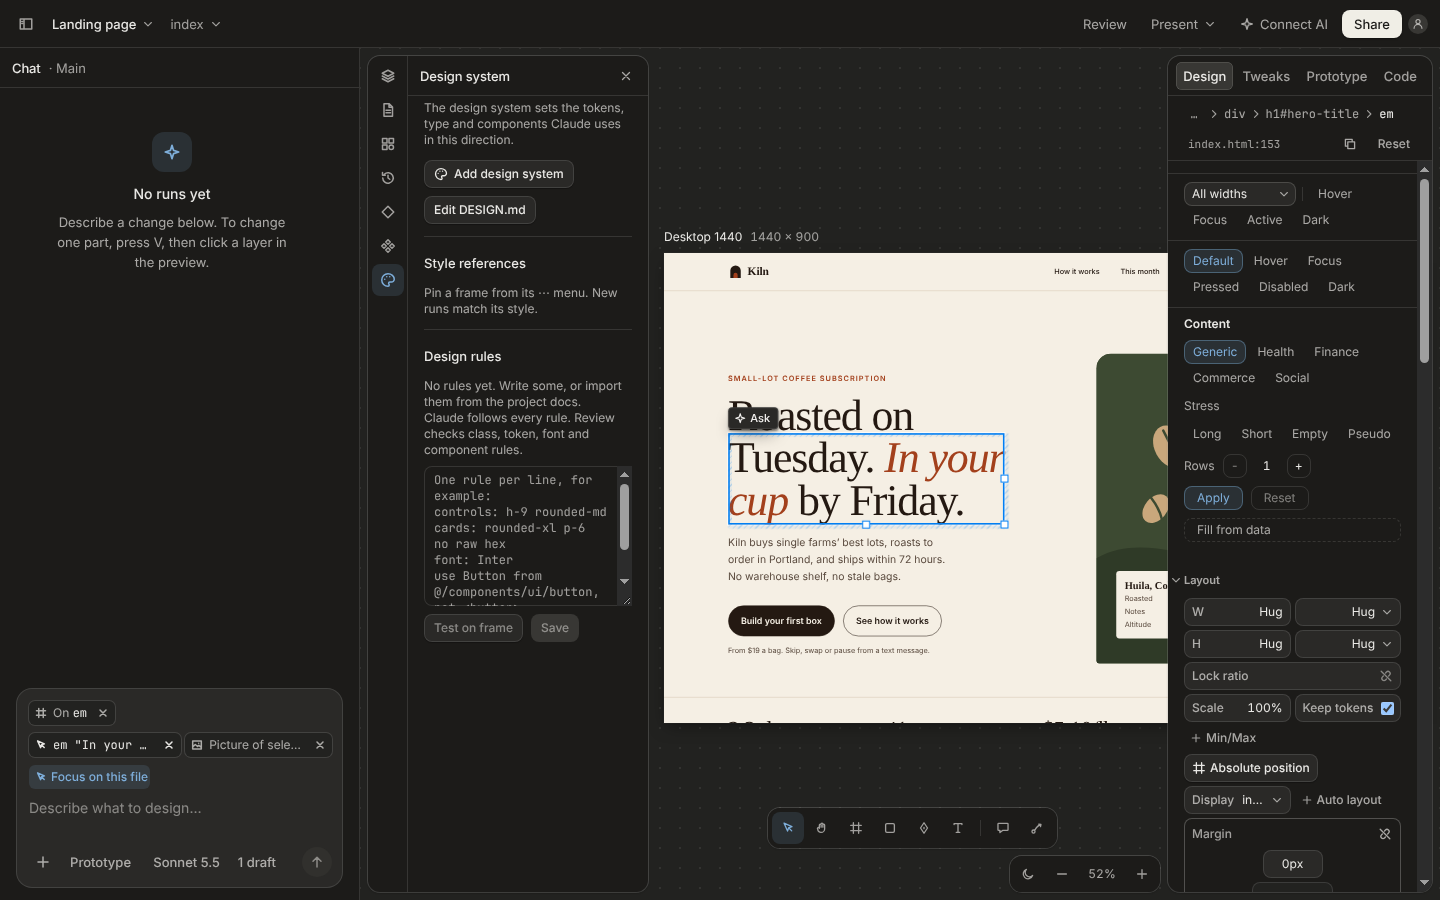 Landing page
index
Review
Present
Connect AI
Share
Chat · Main
No runs yet
Describe a change below. To change
one part, press V, then click a layer in
the preview.
On em
em "In your …
Picture of sele...
Focus on this file
Describe what to design...
Prototype
Sonnet 5.5
1 draft
Design system
The design system sets the tokens,
type and components Claude uses
in this direction.
Add design system
Edit DESIGN.md
Style references
Pin a frame from its ··· menu. New
runs match its style.
Design rules
No rules yet. Write some, or import
them from the project docs.
Claude follows every rule. Review
checks class, token, font and
component rules.
One rule per line, for
example:
controls: h-9 rounded-md
cards: rounded-xl p-6
no raw hex
font: Inter
use Button from
@/components/ui/button,
Test on frame
Save
Desktop 1440 1440 × 900
Kiln
How it works
This month
SMALL-LOT COFFEE SUBSCRIPTION
Ask
Roasted on
Tuesday. In your
cup by Friday.
Kiln buys single farms' best lots, roasts to
order in Portland, and ships within 72 hours.
No warehouse shelf, no stale bags.
Build your first box
See how it works
From $19 a bag. Skip, swap or pause from a text message.
Huila, Co
Roasted
Notes
Altitude
52%
Design
Tweaks
Prototype
Code
… > div > h1#hero-title > em
index.html:153
Reset
All widths
Hover
Focus
Active
Dark
Default
Hover
Focus
Pressed
Disabled
Dark
Content
Generic
Health
Finance
Commerce
Social
Stress
Long
Short
Empty
Pseudo
Rows - 1 +
Apply
Reset
Fill from data
Layout
W Hug
Hug
H Hug
Hug
Lock ratio
Scale 100%
Keep tokens
Min/Max
Absolute position
Display in...
Auto layout
Margin
0px